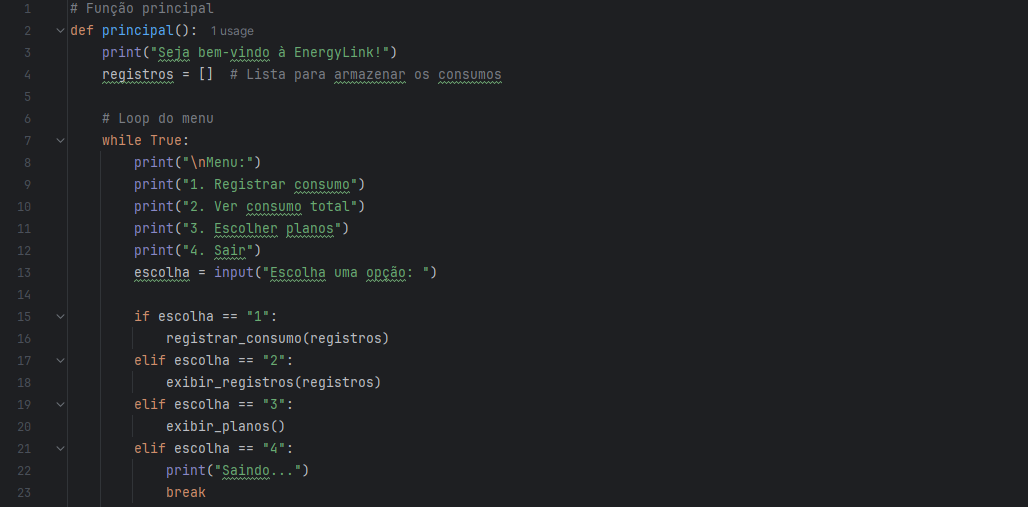 1 # Função principal
2 def principal(): 1 usage
3     print("Seja bem-vindo à EnergyLink!")
4     registros = []  # Lista para armazenar os consumos
5
6     # Loop do menu
7     while True:
8         print("\nMenu:")
9         print("1. Registrar consumo")
10         print("2. Ver consumo total")
11         print("3. Escolher planos")
12         print("4. Sair")
13         escolha = input("Escolha uma opção: ")
14
15         if escolha == "1":
16             registrar_consumo(registros)
17         elif escolha == "2":
18             exibir_registros(registros)
19         elif escolha == "3":
20             exibir_planos()
21         elif escolha == "4":
22             print("Saindo...")
23             break